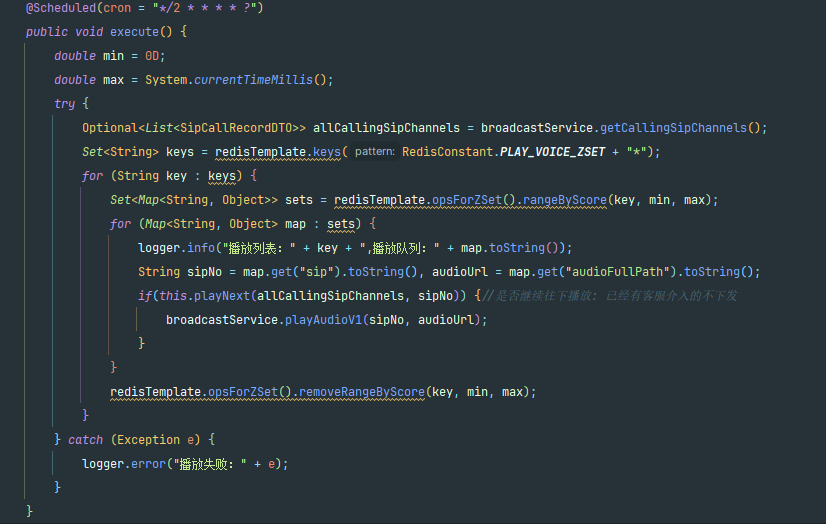 @Scheduled(cron = "*/2 * * * * ?")
public void execute() {
    double min = 0D;
    double max = System.currentTimeMillis();
    try {
        Optional<List<SipCallRecordDTO>> allCallingSipChannels = broadcastService.getCallingSipChannels();
        Set<String> keys = redisTemplate.keys( pattern: RedisConstant.PLAY_VOICE_ZSET + "*");
        for (String key : keys) {
            Set<Map<String, Object>> sets = redisTemplate.opsForZSet().rangeByScore(key, min, max);
            for (Map<String, Object> map : sets) {
                logger.info("播放列表：" + key + ",播放队列：" + map.toString());
                String sipNo = map.get("sip").toString(), audioUrl = map.get("audioFullPath").toString();
                if(this.playNext(allCallingSipChannels, sipNo)) {//是否继续往下播放: 已经有客服介入的不下发
                    broadcastService.playAudioV1(sipNo, audioUrl);
                }
            }
            redisTemplate.opsForZSet().removeRangeByScore(key, min, max);
        }
    } catch (Exception e) {
        logger.error("播放失败：" + e);
    }
}